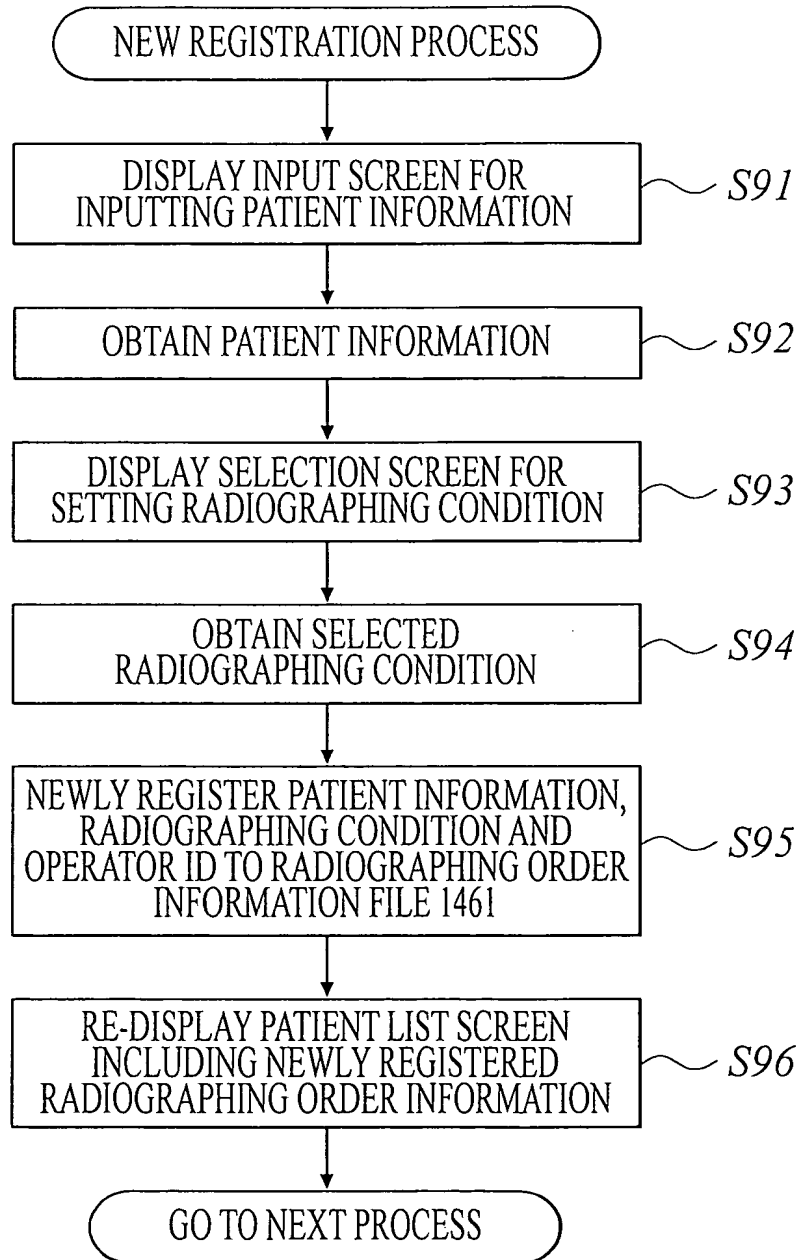 NEW REGISTRATION PROCESS
DISPLAY INPUT SCREEN FOR
INPUTTING PATIENT INFORMATION
S91
OBTAIN PATIENT INFORMATION
S92
DISPLAY SELECTION SCREEN FOR
SETTING RADIOGRAPHING CONDITION
S93
OBTAIN SELECTED
RADIOGRAPHING CONDITION
S94
NEWLY REGISTER PATIENT INFORMATION,
RADIOGRAPHING CONDITION AND
OPERATOR ID TO RADIOGRAPHING ORDER
INFORMATION FILE 1461
S95
RE-DISPLAY PATIENT LIST SCREEN
INCLUDING NEWLY REGISTERED
RADIOGRAPHING ORDER INFORMATION
S96
GO TO NEXT PROCESS